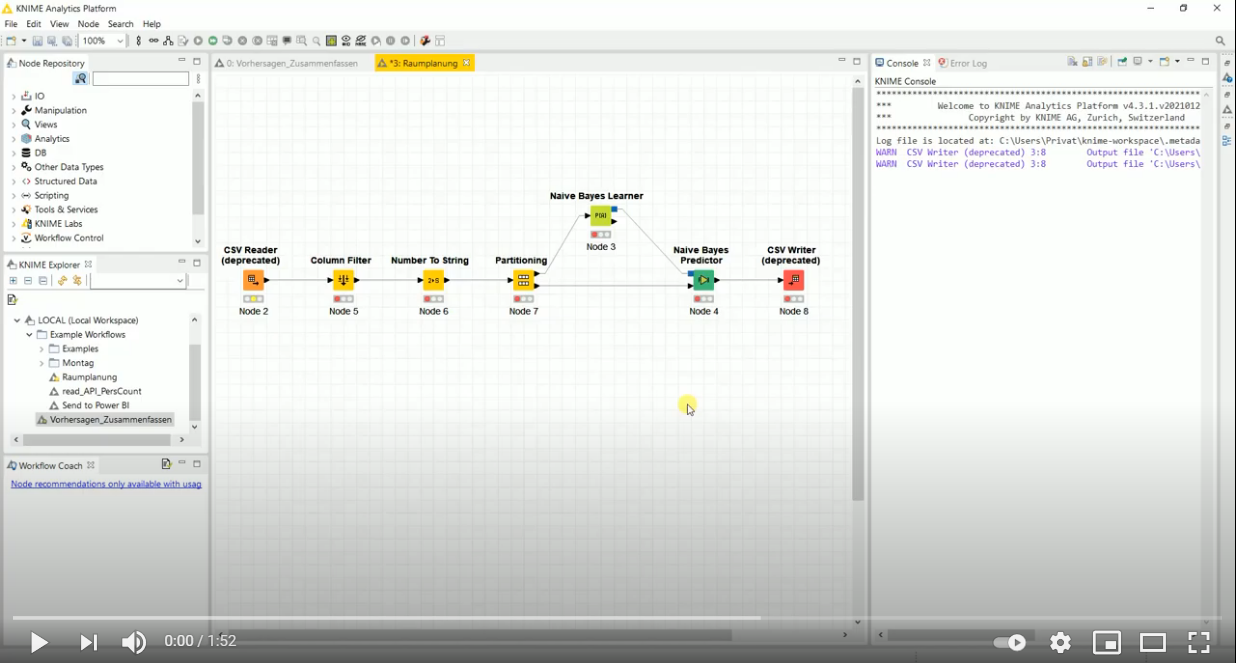 KNIME Analytics Platform
File Edit View Node Search Help
100%
Node Repository
IO
Manipulation
Views
Analytics
DB
Other Data Types
Structured Data
Scripting
Tools & Services
KNIME Labs
Workflow Control
KNIME Explorer
LOCAL (Local Workspace)
Example Workflows
Examples
Montag
Raumplanung
read_API_PersCount
Send to Power BI
Vorhersagen_Zusammenfassen
Workflow Coach
Node recommendations only available with usag
0: Vorhersagen_Zusammenfassen
*3: Raumplanung
Naive Bayes Learner
Node 3
CSV Reader
(deprecated)
Node 2
Column Filter
Node 5
Number To String
Node 6
Partitioning
Node 7
Naive Bayes
Predictor
Node 4
CSV Writer
(deprecated)
Node 8
Console
Error Log
KNIME Console
***********************************************************
*** Welcome to KNIME Analytics Platform v4.3.1.v2021012
*** Copyright by KNIME AG, Zurich, Switzerland
***********************************************************
Log file is located at: C:\Users\Privat\knime-workspace\.metada
WARN CSV Writer (deprecated) 3:8 Output file 'C:\Users\
WARN CSV Writer (deprecated) 3:8 Output file 'C:\Users\
0:00 / 1:52